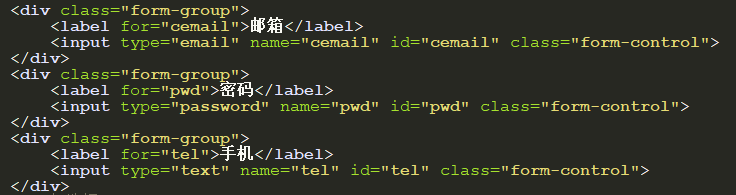 <div class="form-group">
    <label for="cemail">邮箱</label>
    <input type="email" name="cemail" id="cemail" class="form-control">
</div>
<div class="form-group">
    <label for="pwd">密码</label>
    <input type="password" name="pwd" id="pwd" class="form-control">
</div>
<div class="form-group">
    <label for="tel">手机</label>
    <input type="text" name="tel" id="tel" class="form-control">
</div>